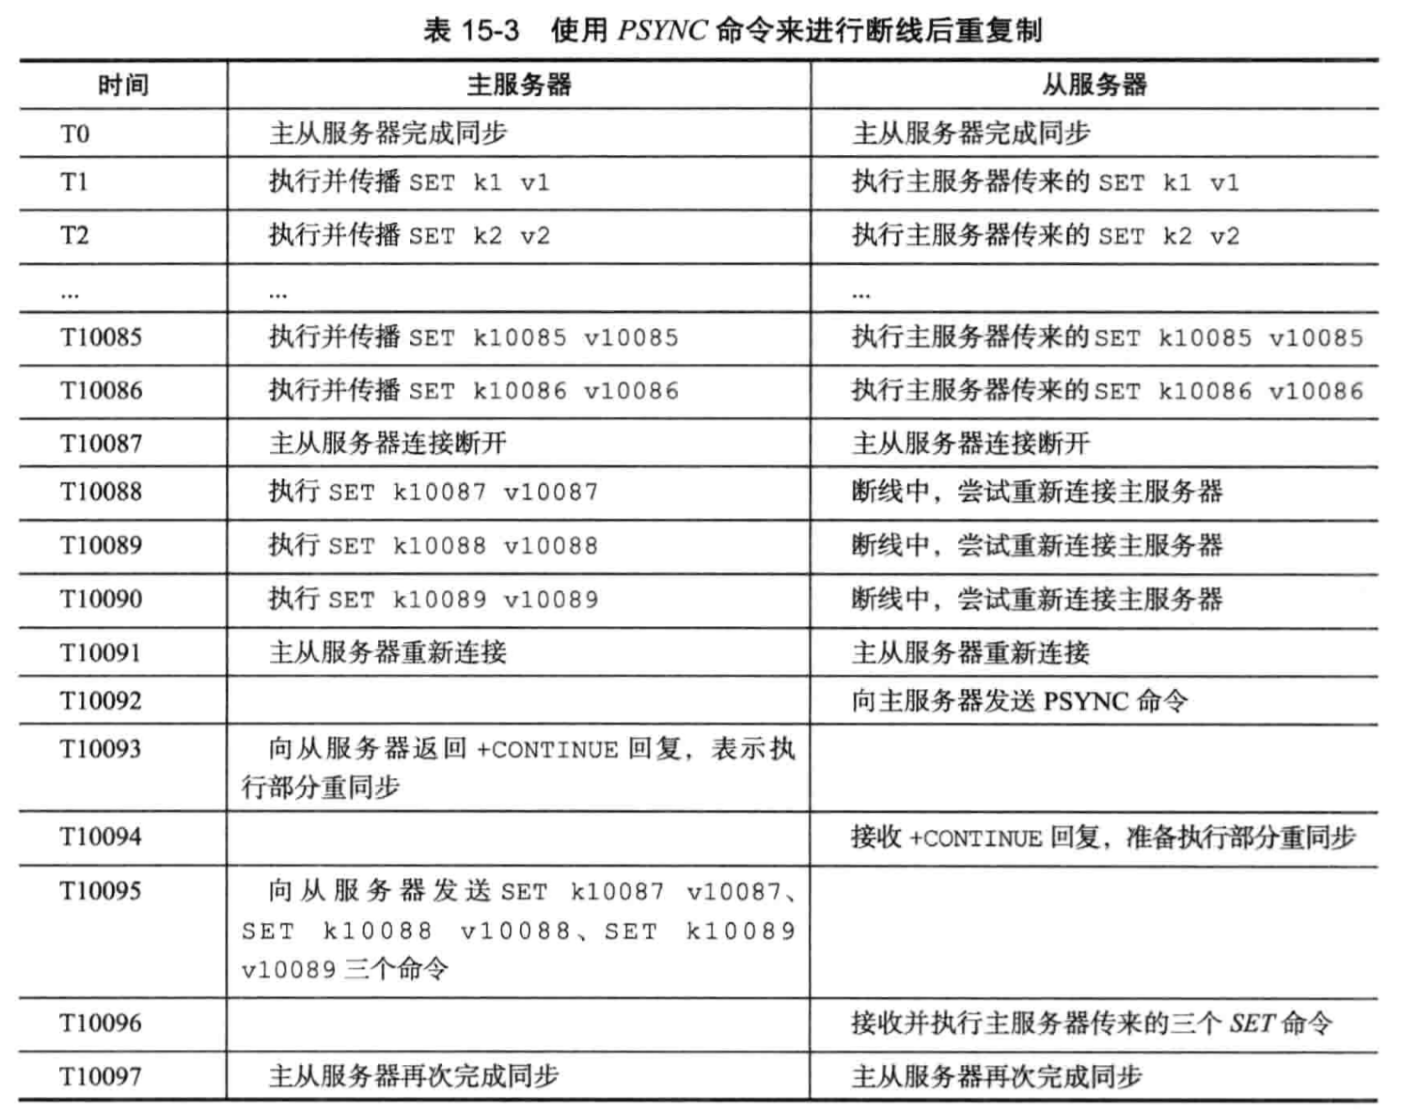 表 15-3 使用 PSYNC 命令来进行断线后重复制
时间 主服务器 从服务器
T0 主从服务器完成同步 主从服务器完成同步
T1 执行并传播 SET k1 v1 执行主服务器传来的 SET k1 v1
T2 执行并传播 SET k2 v2 执行主服务器传来的 SET k2 v2
... ... ...
T10085 执行并传播 SET k10085 v10085 执行主服务器传来的 SET k10085 v10085
T10086 执行并传播 SET k10086 v10086 执行主服务器传来的 SET k10086 v10086
T10087 主从服务器连接断开 主从服务器连接断开
T10088 执行 SET k10087 v10087 断线中，尝试重新连接主服务器
T10089 执行 SET k10088 v10088 断线中，尝试重新连接主服务器
T10090 执行 SET k10089 v10089 断线中，尝试重新连接主服务器
T10091 主从服务器重新连接 主从服务器重新连接
T10092 向主服务器发送 PSYNC 命令
T10093 向从服务器返回 +CONTINUE 回复，表示执
行部分重同步
T10094 接收 +CONTINUE 回复，准备执行部分重同步
T10095 向从服务器发送 SET k10087 v10087、
SET k10088 v10088、SET k10089
v10089 三个命令
T10096 接收并执行主服务器传来的三个 SET 命令
T10097 主从服务器再次完成同步 主从服务器再次完成同步